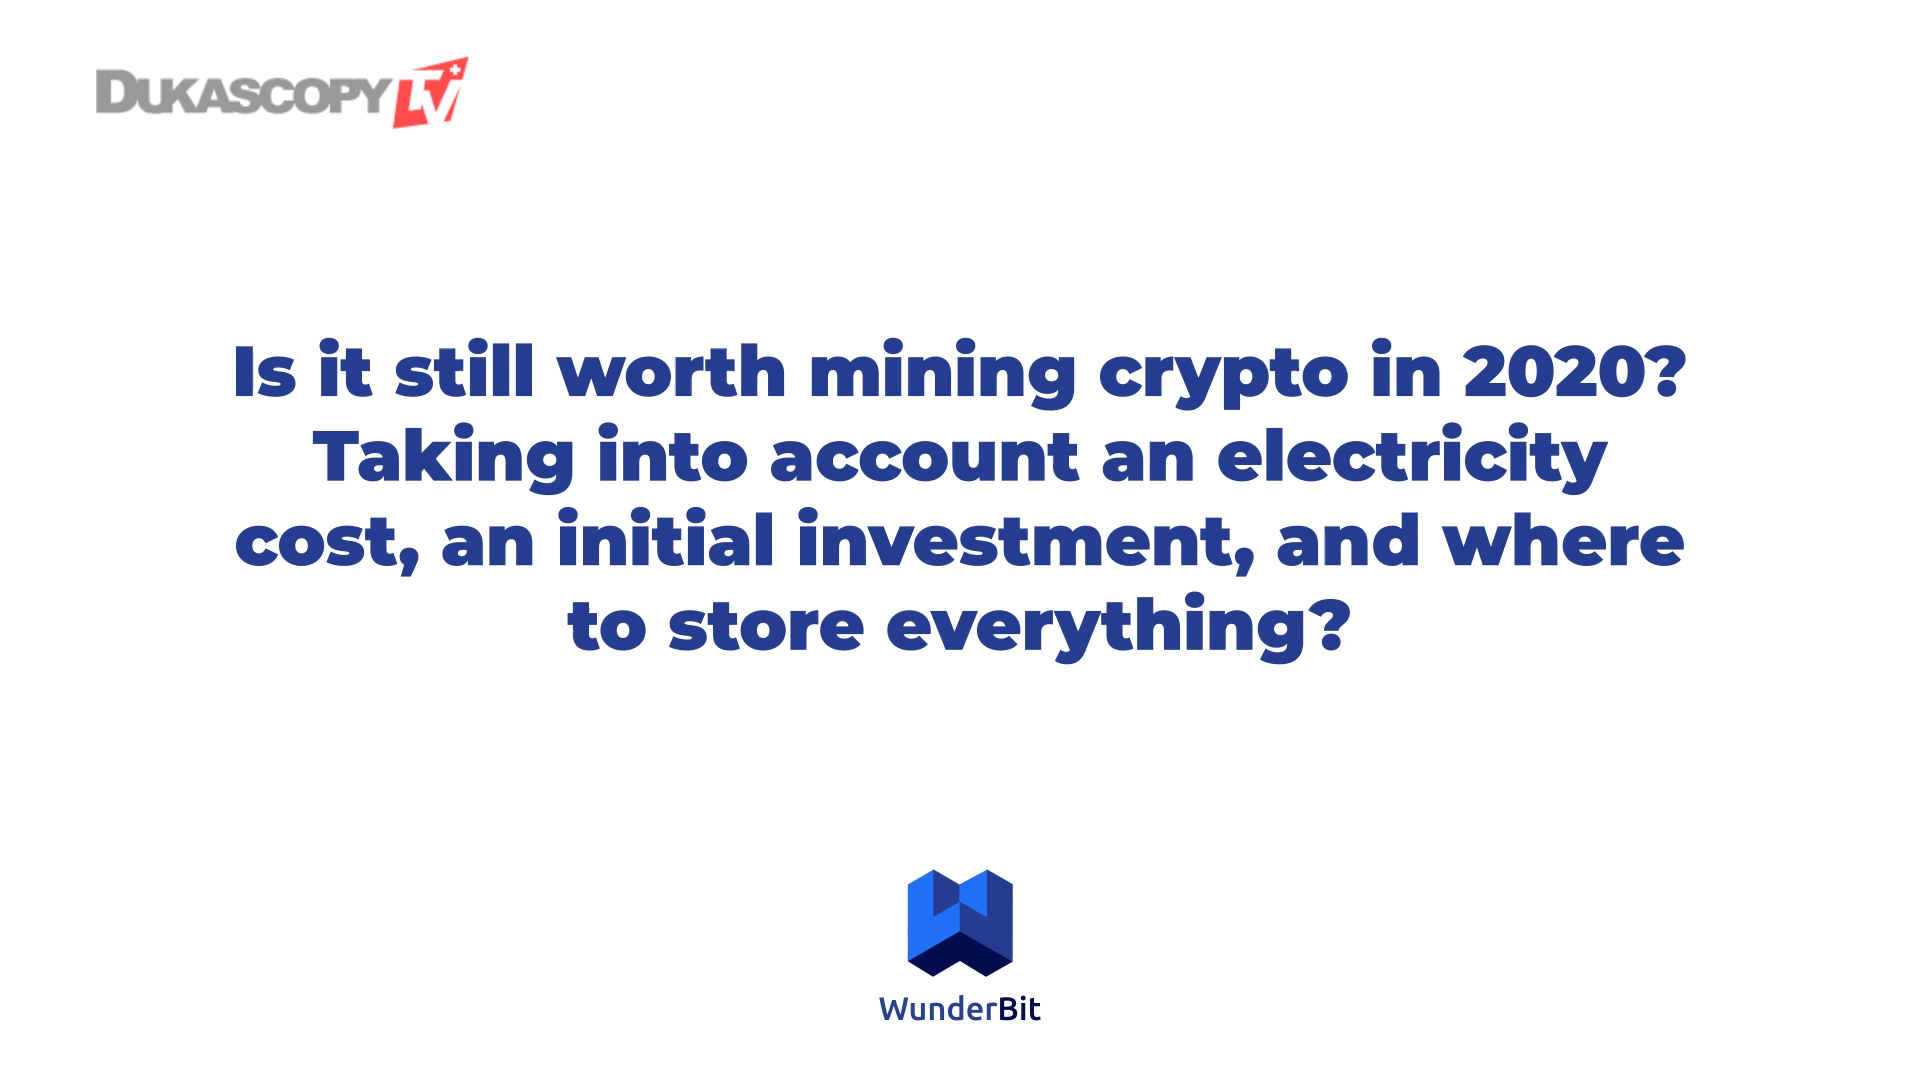 DUKASCOPY TV
Is it still worth mining crypto in 2020?
Taking into account an electricity
cost, an initial investment, and where
to store everything?
WunderBit